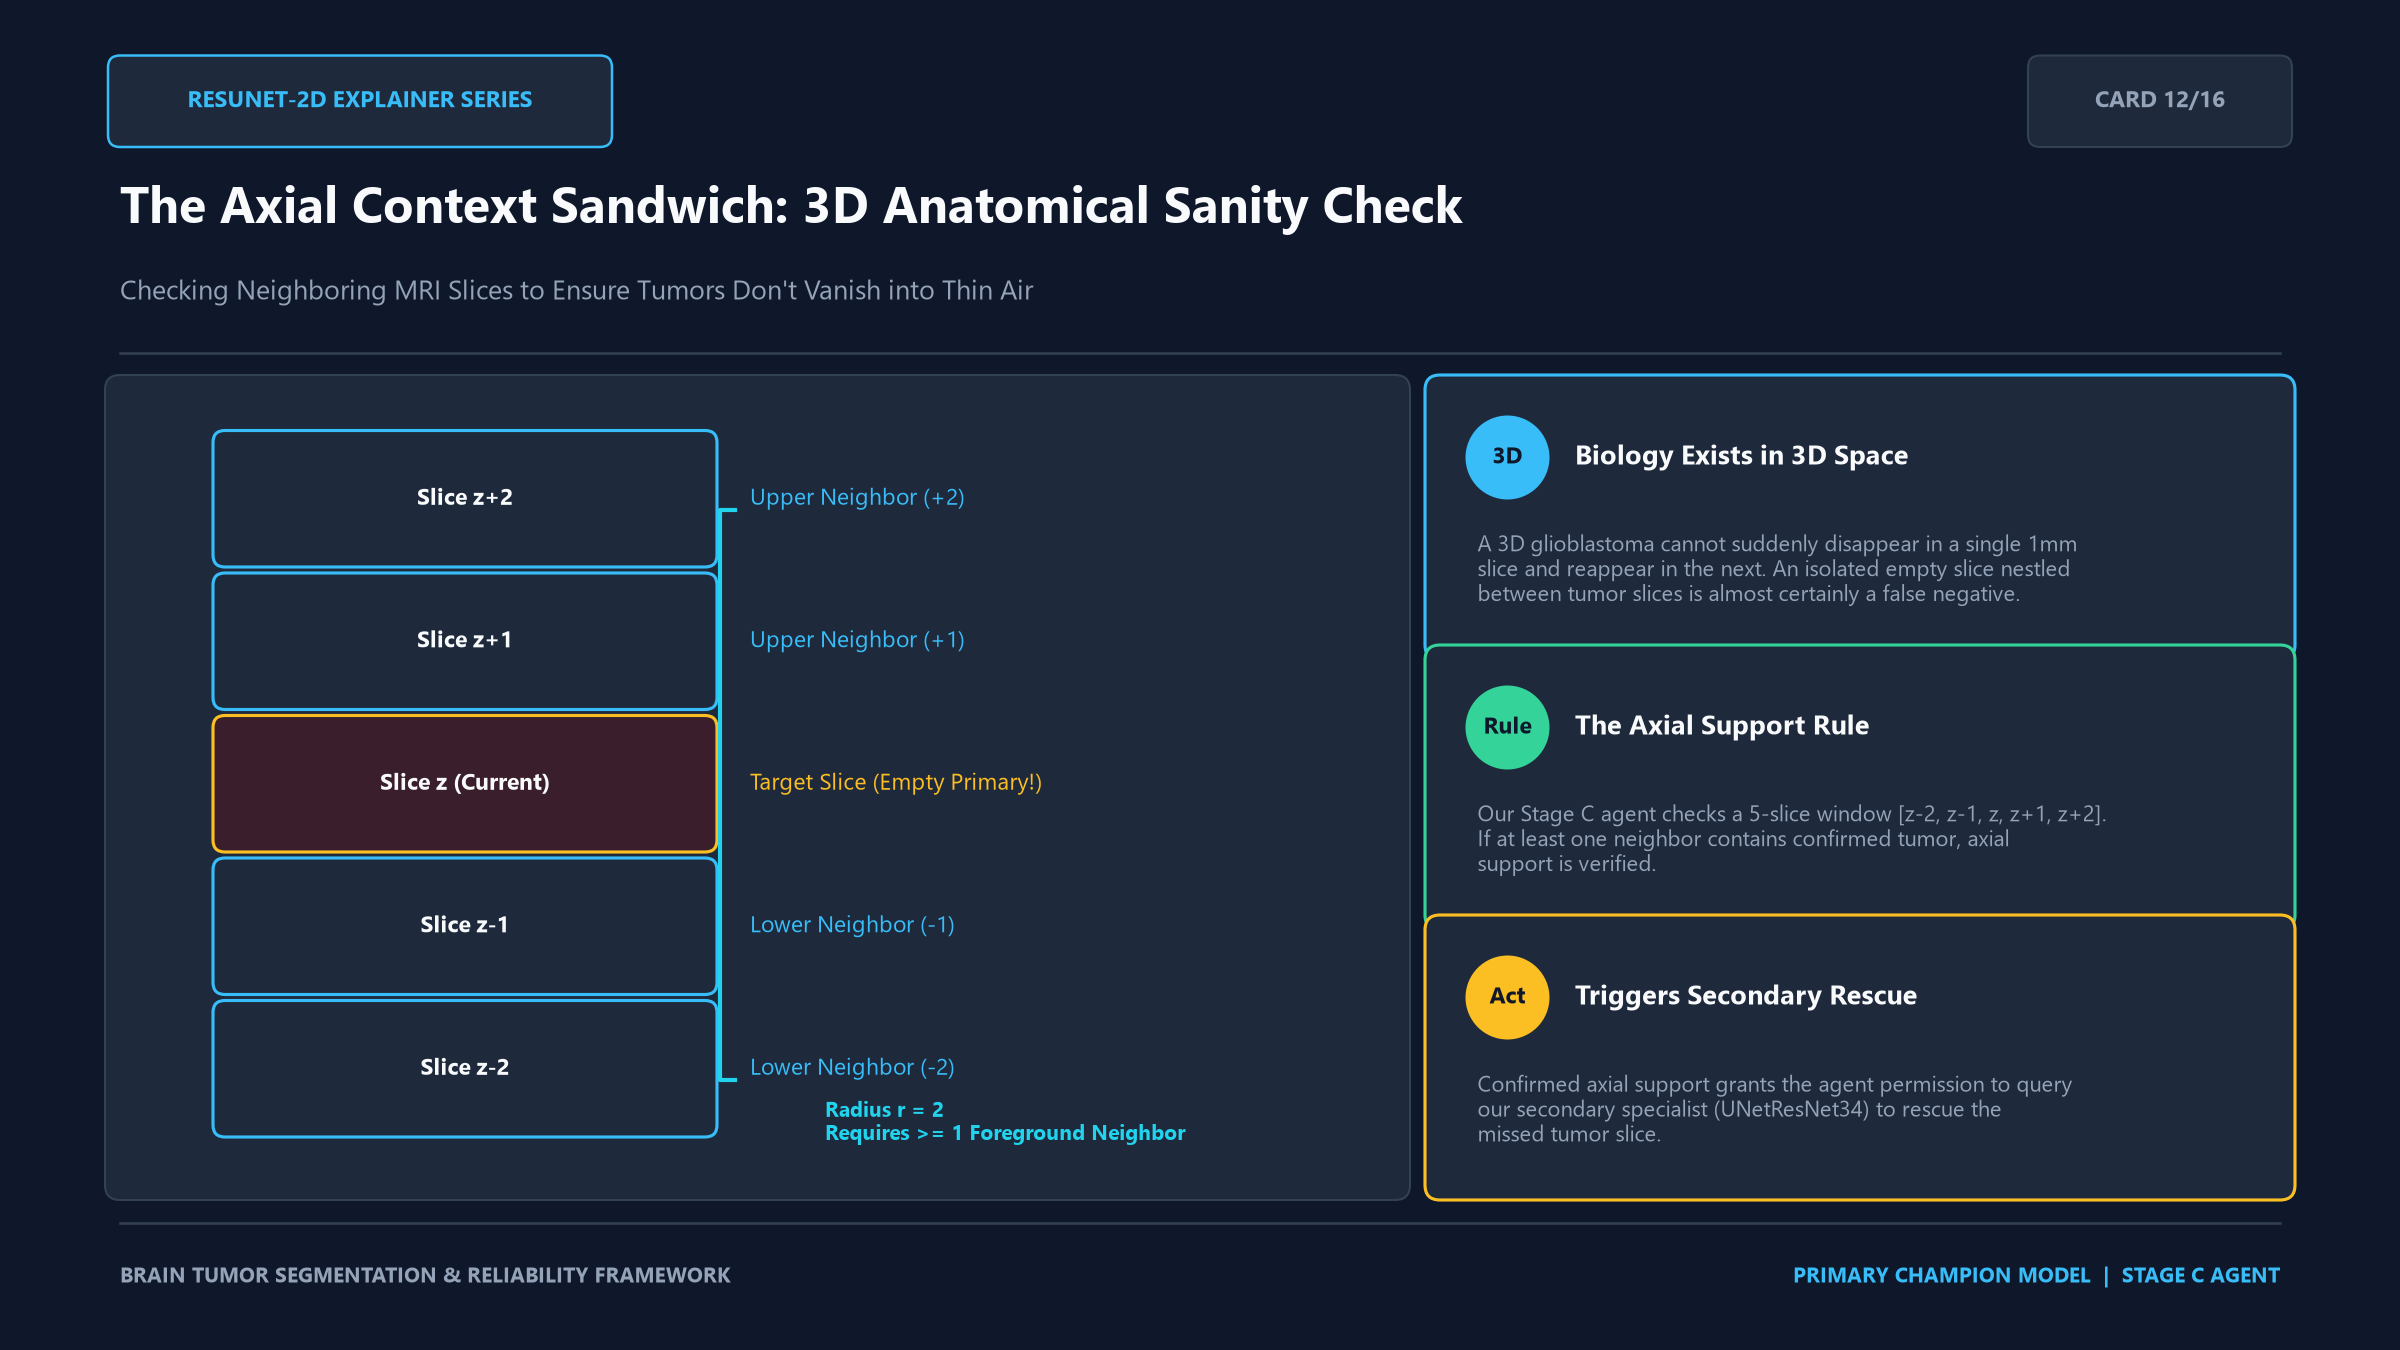 RESUNET-2D EXPLAINER SERIES
CARD 12/16
The Axial Context Sandwich: 3D Anatomical Sanity Check
Checking Neighboring MRI Slices to Ensure Tumors Don't Vanish into Thin Air
Slice z+2
Upper Neighbor (+2)
Slice z+1
Upper Neighbor (+1)
Slice z (Current)
Target Slice (Empty Primary!)
Slice z-1
Lower Neighbor (-1)
Slice z-2
Lower Neighbor (-2)
Radius r = 2
Requires >= 1 Foreground Neighbor
3D
Biology Exists in 3D Space
A 3D glioblastoma cannot suddenly disappear in a single 1mm
slice and reappear in the next. An isolated empty slice nestled
between tumor slices is almost certainly a false negative.
Rule
The Axial Support Rule
Our Stage C agent checks a 5-slice window [z-2, z-1, z, z+1, z+2].
If at least one neighbor contains confirmed tumor, axial
support is verified.
Act
Triggers Secondary Rescue
Confirmed axial support grants the agent permission to query
our secondary specialist (UNetResNet34) to rescue the
missed tumor slice.
BRAIN TUMOR SEGMENTATION & RELIABILITY FRAMEWORK
PRIMARY CHAMPION MODEL | STAGE C AGENT